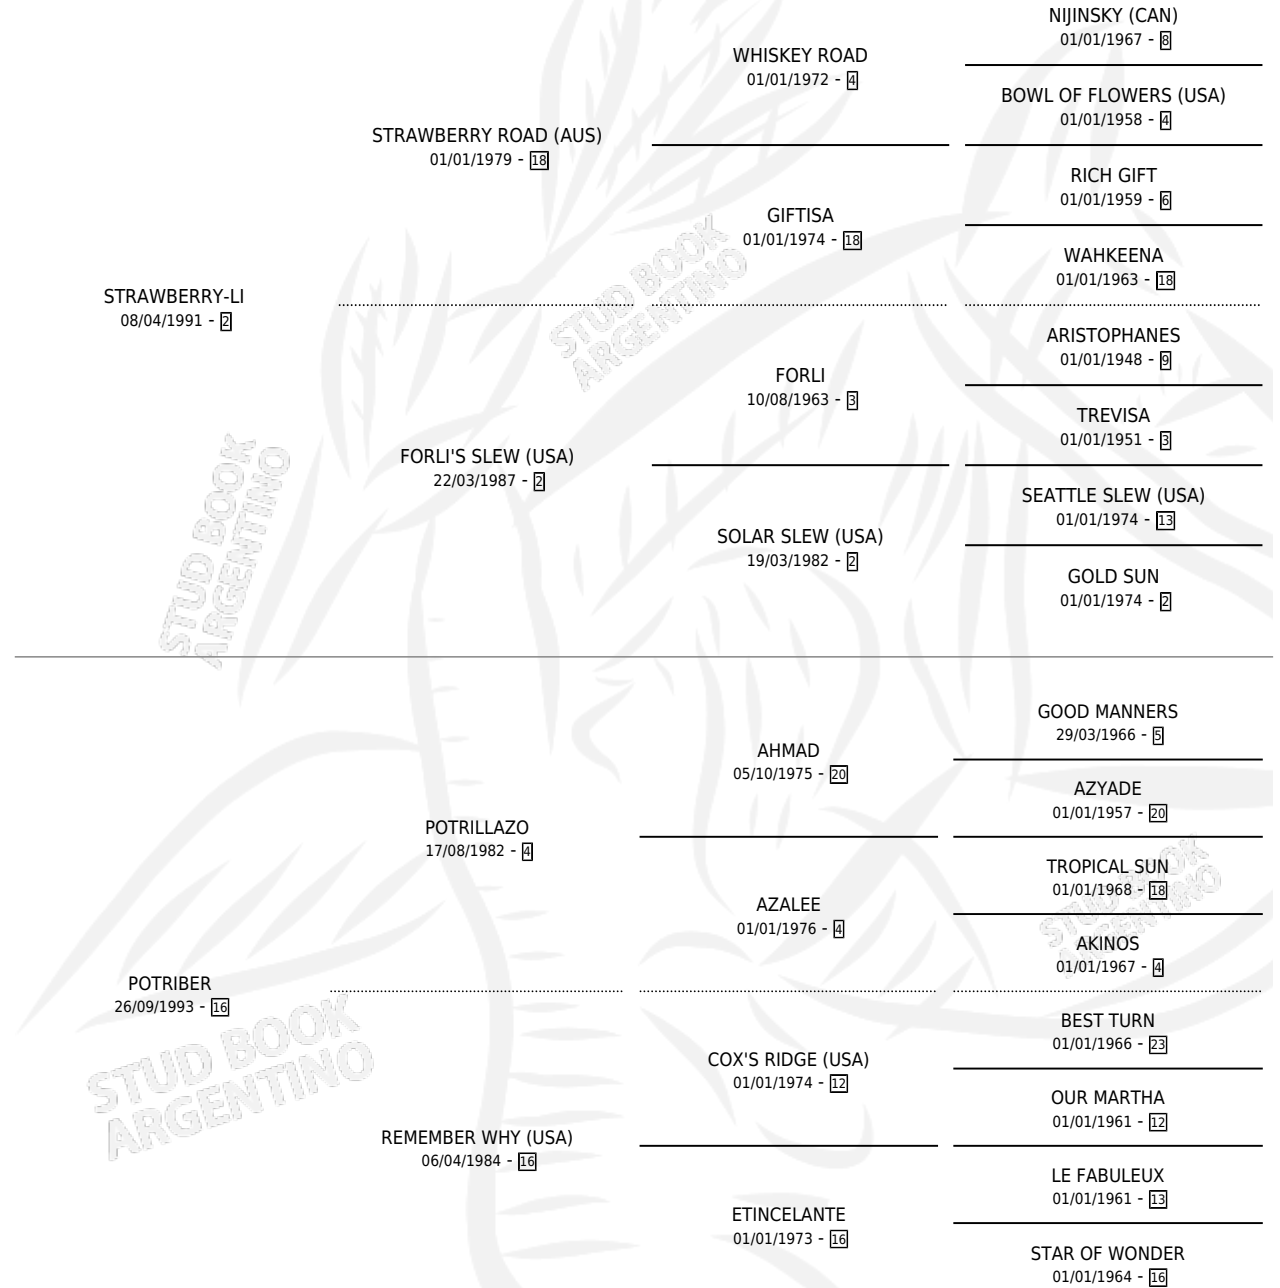 NIJINSKY (CAN)
01/01/1967 - 8
WHISKEY ROAD
01/01/1972 - 4
BOWL OF FLOWERS (USA)
01/01/1958 - 4
STRAWBERRY ROAD (AUS)
01/01/1979 - 18
RICH GIFT
01/01/1959 - 6
GIFTISA
01/01/1974 - 18
WAHKEENA
01/01/1963 - 18
STRAWBERRY-LI
08/04/1991 - 2
ARISTOPHANES
01/01/1948 - 9
FORLI
10/08/1963 - 3
TREVISA
01/01/1951 - 3
FORLI'S SLEW (USA)
22/03/1987 - 2
SEATTLE SLEW (USA)
01/01/1974 - 13
SOLAR SLEW (USA)
19/03/1982 - 2
GOLD SUN
01/01/1974 - 2
GOOD MANNERS
29/03/1966 - 5
AHMAD
05/10/1975 - 20
AZYADE
01/01/1957 - 20
POTRILLAZO
17/08/1982 - 4
TROPICAL SUN
01/01/1968 - 18
AZALEE
01/01/1976 - 4
AKINOS
01/01/1967 - 4
POTRIBER
26/09/1993 - 16
BEST TURN
01/01/1966 - 23
COX'S RIDGE (USA)
01/01/1974 - 12
OUR MARTHA
01/01/1961 - 12
REMEMBER WHY (USA)
06/04/1984 - 16
LE FABULEUX
01/01/1961 - 13
ETINCELANTE
01/01/1973 - 16
STAR OF WONDER
01/01/1964 - 16
STUD BOOK
ARGENTINO
STUD BOOK
ARGENTINO
STUD BOOK
ARGENTINO
STUD BOOK
ARGENTINO